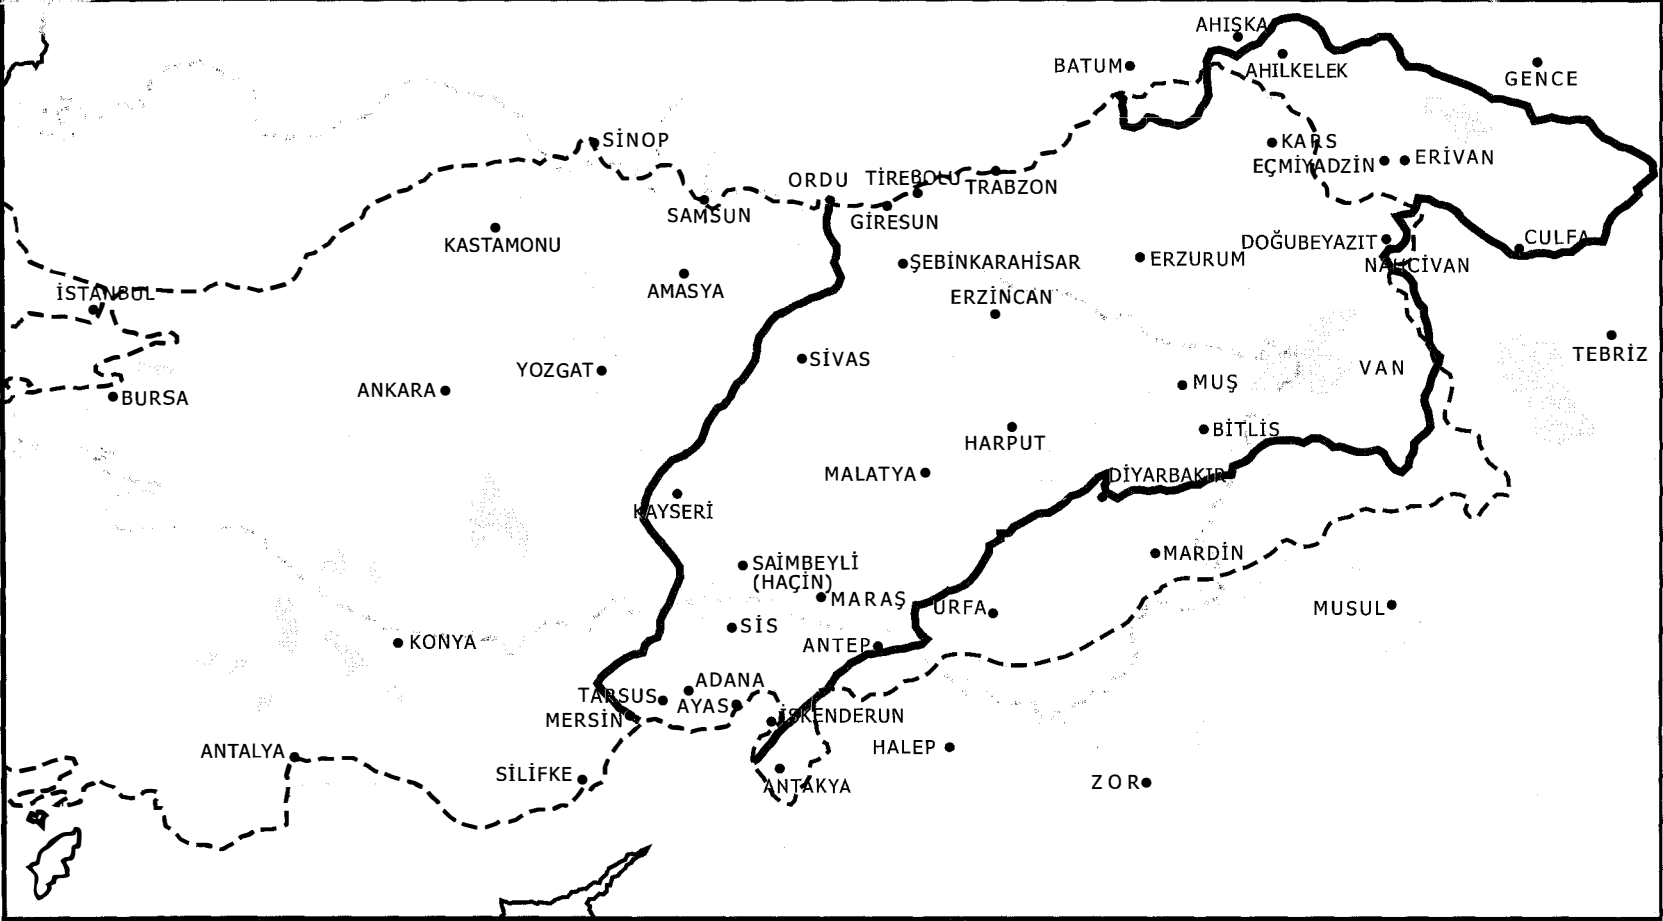 AHISKA
BATUM
AHILKELEK
GENCE
SİNOP
KARS
EÇMİYADZİN
ERİVAN
ORDU
TİREBOLU
TRABZON
SAMSUN
GİRESUN
KASTAMONU
DOĞUBEYAZIT
CULFA
ŞEBİNKARAHİSAR
ERZURUM
NAHCİVAN
İSTANBUL
AMASYA
ERZİNCAN
SİVAS
TEBRİZ
YOZGAT
VAN
ANKARA
MUŞ
BURSA
BİTLİS
HARPUT
MALATYA
DİYARBAKIR
KAYSERİ
MARDİN
SAİMBEYLİ
(HAÇİN)
MARAŞ
URFA
MUSUL
SİS
KONYA
ANTEP
ADANA
TARSUS
AYAS
MERSİN
İSKENDERUN
ANTALYA
HALEP
SİLİFKE
ANTAKYA
ZOR